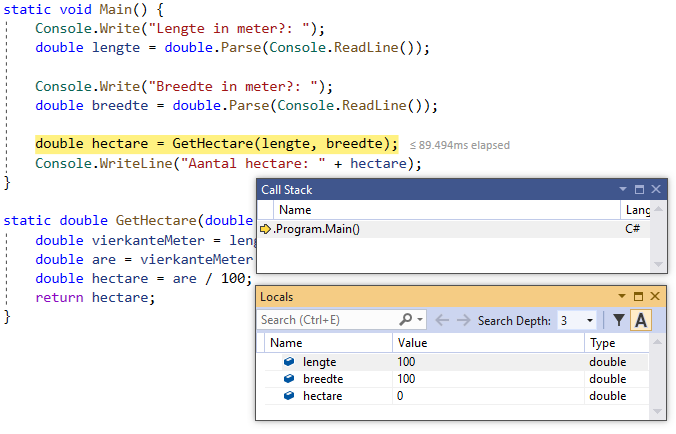 static void Main() {
Console.Write("Lengte in meter?: ");
double lengte = double.Parse(Console.ReadLine());
Console.Write("Breedte in meter?: ");
double breedte = double.Parse(Console.ReadLine());
double hectare = GetHectare(lengte, breedte); ≤ 89.494ms elapsed
Console.WriteLine("Aantal hectare: " + hectare);
}
static double GetHectare(double
double vierkanteMeter = leng
double are = vierkanteMeter
double hectare = are / 100;
return hectare;
}
Call Stack
Name Lang
.Program.Main() C#
Locals
Search (Ctrl+E) Search Depth: 3 A
Name Value Type
lengte 100 double
breedte 100 double
hectare 0 double